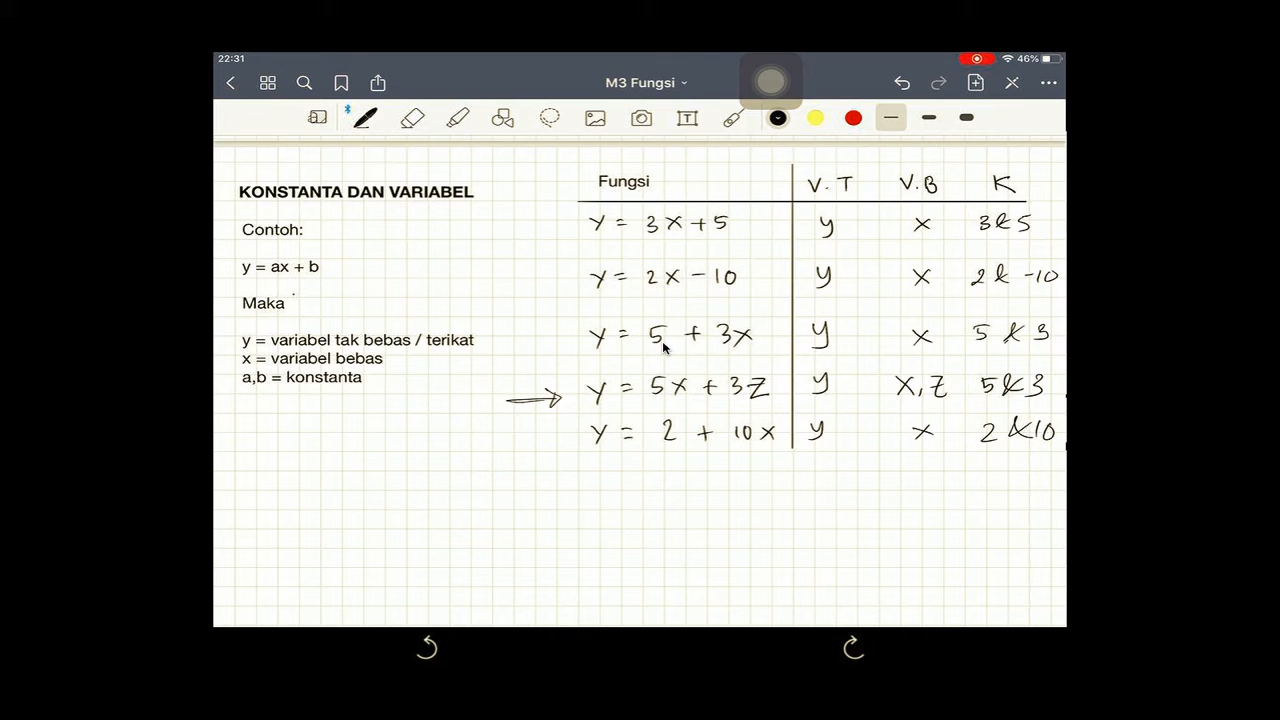 22:31
46%
M3 Fungsi
T
KONSTANTA DAN VARIABEL
Contoh:
y = ax + b
Maka
y = variabel tak bebas / terikat
x = variabel bebas
a,b = konstanta
Fungsi V.T V.B K
y = 3x + 5 y x 3 & 5
y = 2x - 10 y x 2 & -10
y = 5 + 3x y x 5 & 3
y = 5x + 3z y x, z 5 & 3
y = 2 + 10x y x 2 & 10